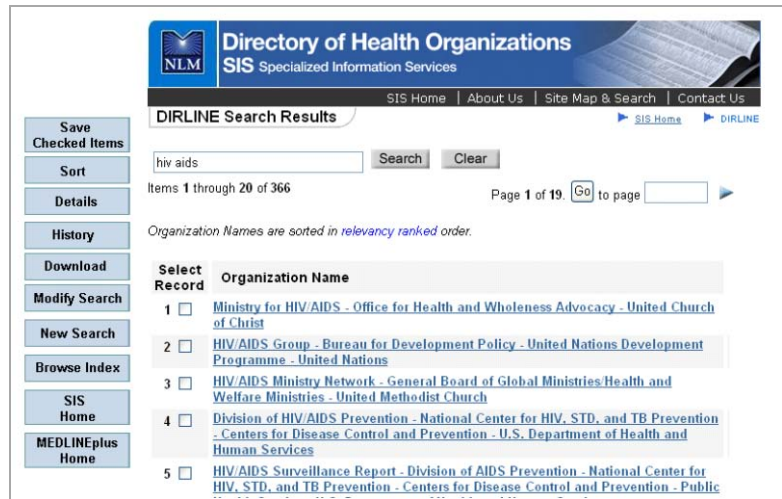 NLM
Directory of Health Organizations
SIS Specialized Information Services
SIS Home | About Us | Site Map & Search | Contact Us
DIRLINE Search Results
SIS Home DIRLINE
hiv aids
Search
Clear
Items 1 through 20 of 366
Page 1 of 19. Go to page
Organization Names are sorted in relevancy ranked order.
Save
Checked Items
Sort
Details
History
Download
Modify Search
New Search
Browse Index
SIS
Home
MEDLINEplus
Home
Select
Record
Organization Name
1 Ministry for HIV/AIDS - Office for Health and Wholeness Advocacy - United Church
of Christ
2 HIV/AIDS Group - Bureau for Development Policy - United Nations Development
Programme - United Nations
3 HIV/AIDS Ministry Network - General Board of Global Ministries/Health and
Welfare Ministries - United Methodist Church
4 Division of HIV/AIDS Prevention - National Center for HIV, STD, and TB Prevention
- Centers for Disease Control and Prevention - U.S. Department of Health and
Human Services
5 HIV/AIDS Surveillance Report - Division of AIDS Prevention - National Center for
HIV, STD, and TB Prevention - Centers for Disease Control and Prevention - Public